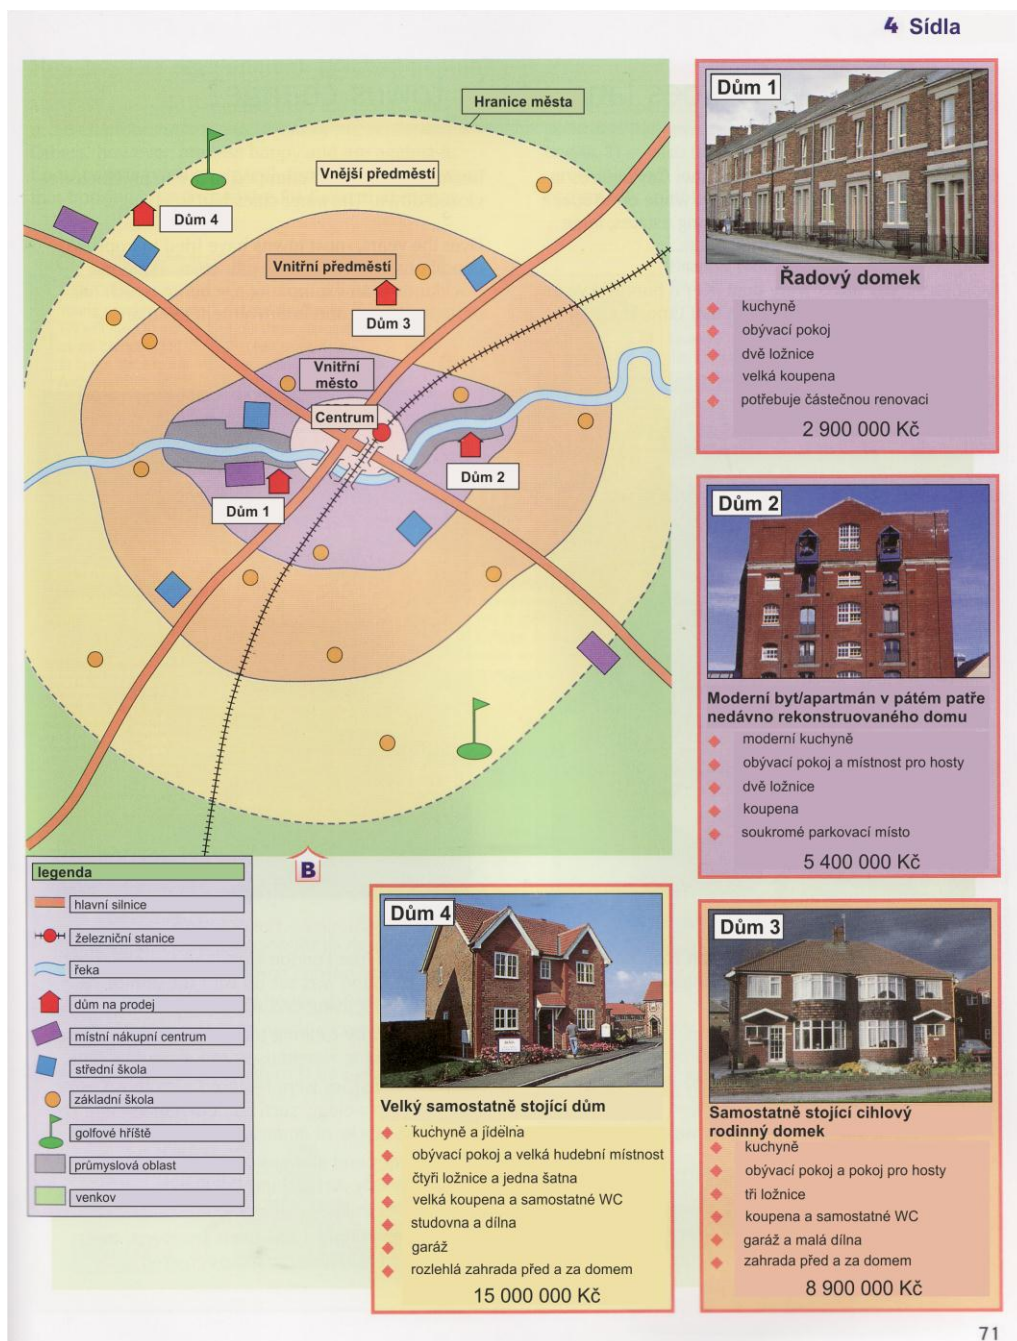 4 Sídla
Hranice města
Vnější předměstí
Dům 4
Vnitřní předměstí
Dům 3
Vnitřní
město
Centrum
Dům 2
Dům 1
B
legenda
hlavní silnice
železniční stanice
řeka
dům na prodej
místní nákupní centrum
střední škola
základní škola
golfové hřiště
průmyslová oblast
venkov
Dům 1
Řadový domek
kuchyně
obývací pokoj
dvě ložnice
velká koupena
potřebuje částečnou renovaci
2 900 000 Kč
Dům 2
Moderní byt/apartmán v pátém patře
nedávno rekonstruovaného domu
moderní kuchyně
obývací pokoj a místnost pro hosty
dvě ložnice
koupena
soukromé parkovací místo
5 400 000 Kč
Dům 4
Velký samostatně stojící dům
kuchyně a jídelna
obývací pokoj a velká hudební místnost
čtyři ložnice a jedna šatna
velká koupena a samostatné WC
studovna a dílna
garáž
rozlehlá zahrada před a za domem
15 000 000 Kč
Dům 3
Samostatně stojící cihlový
rodinný domek
kuchyně
obývací pokoj a pokoj pro hosty
tři ložnice
koupena a samostatné WC
garáž a malá dílna
zahrada před a za domem
8 900 000 Kč
71